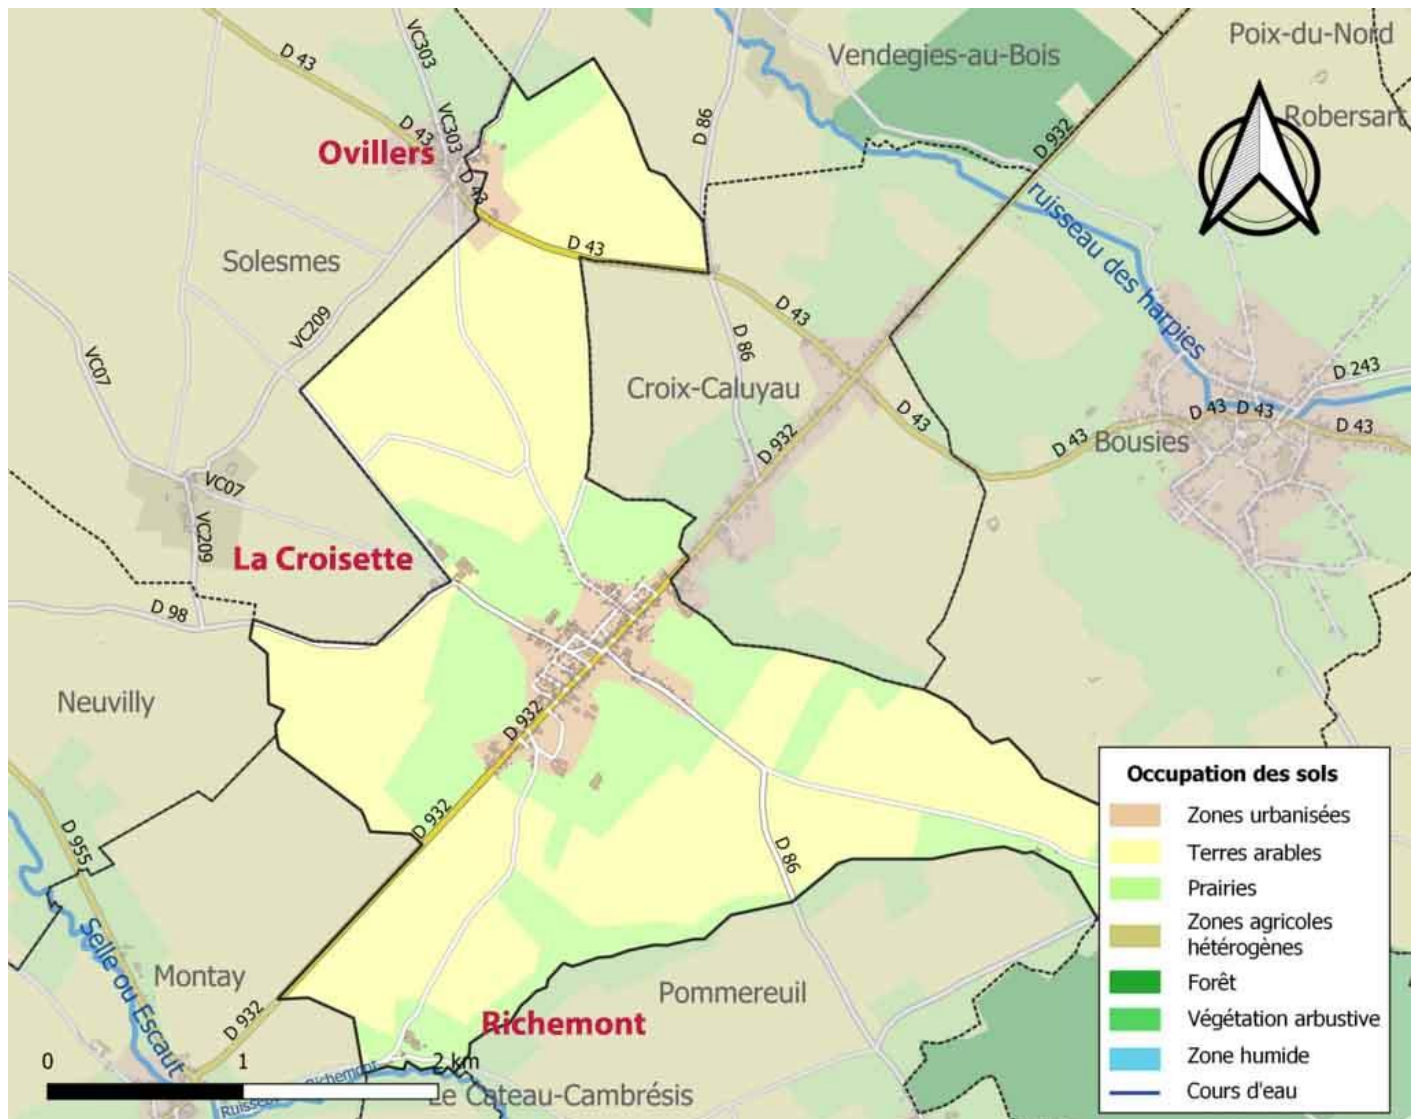 Poix-du-Nord
Vendegies-au-Bois
Robersart
VC303
D 43
D 86
D 932
D 43
VC303
Ovillers
D 43
ruisseau des harpies
D 43
Solesmes
VC209
D 43
D 86
VC07
Croix-Caluyau
D 243
D 43
D 43
D 43
D 43
D 43
Bousies
D 932
VC07
VC209
La Croisette
D 98
Neuvilly
D 932
D 932
D 955
D 86
Selle ou Escaut
Montay
Pommereuil
D 932
Richemont
0
1
2 km
Richemont
Le Cateau-Cambrésis
Occupation des sols
Zones urbanisées
Terres arables
Prairies
Zones agricoles
hétérogènes
Forêt
Végétation arbustive
Zone humide
Cours d'eau